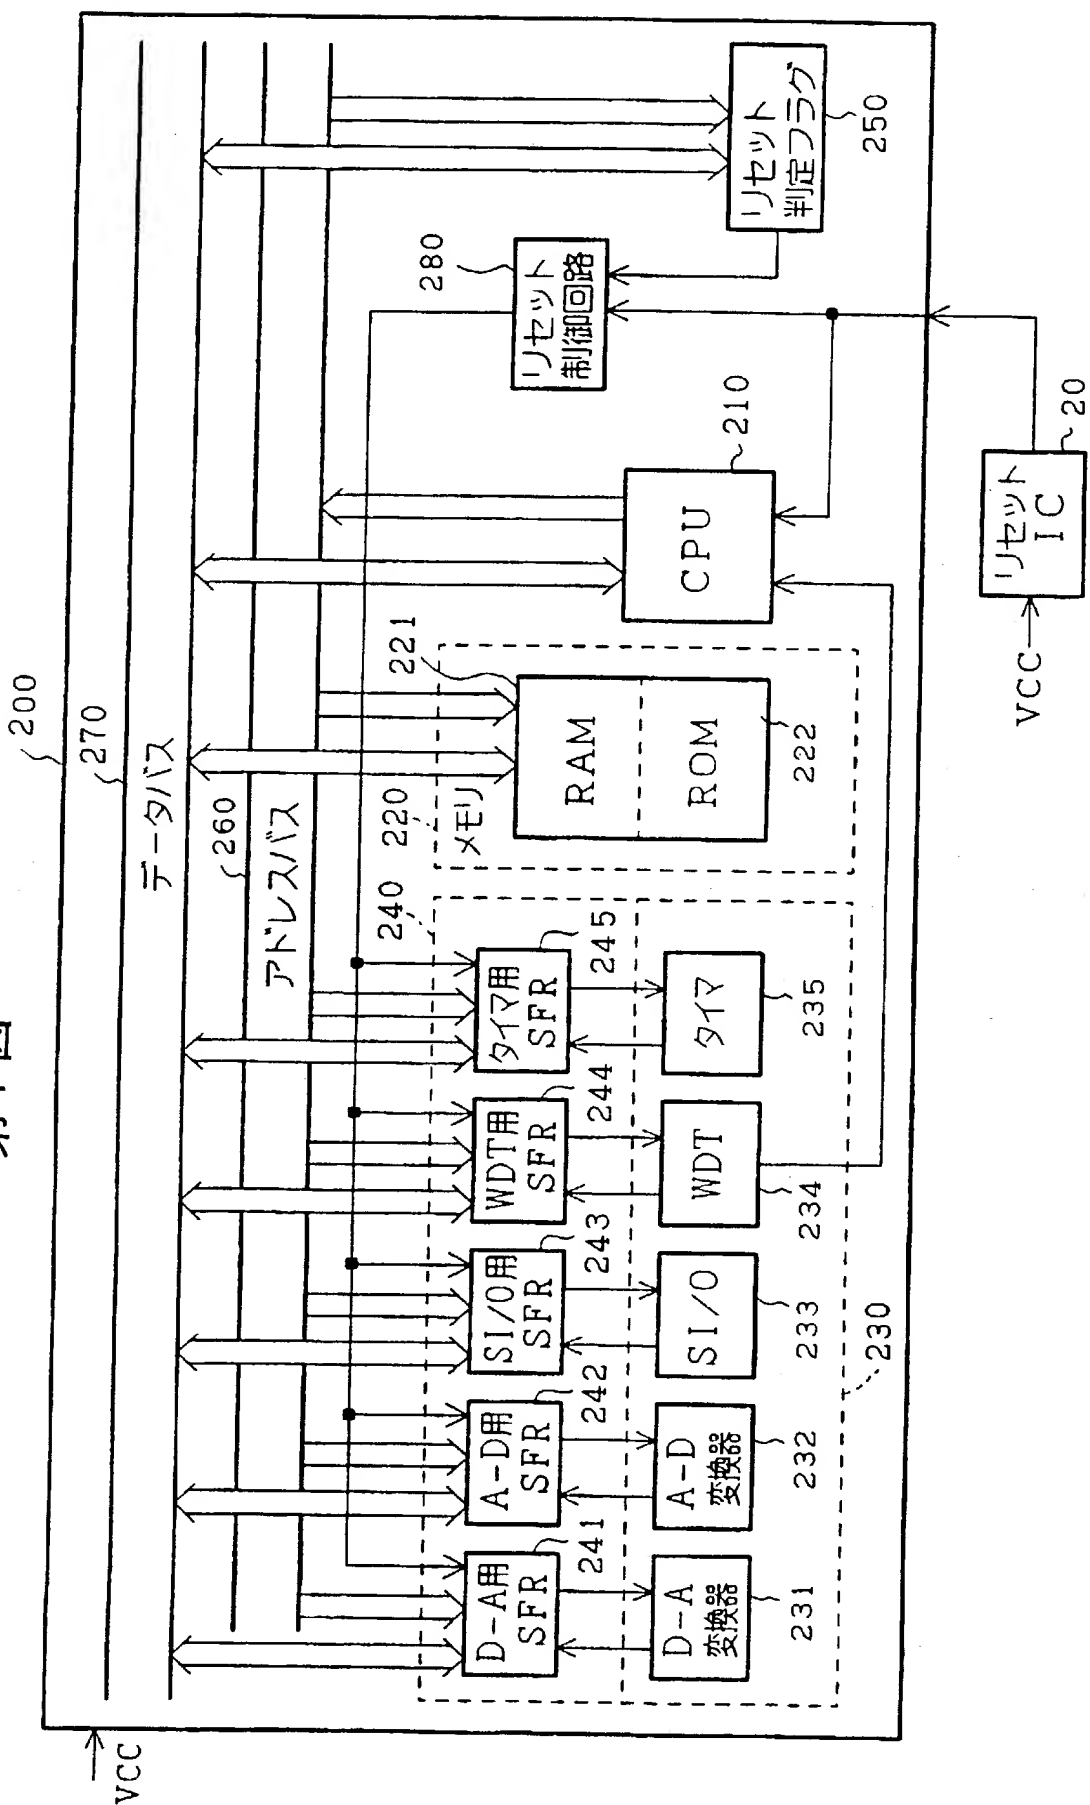 200
270
データバス
260
アドレスバス
240
220
メモリ
221
RAM
ROM
222
CPU
210
280
リセット
制御回路
リセット
判定フラグ
250
D-A用
SFR
241
A-D用
SFR
242
SI/O用
SFR
243
WDT用
SFR
244
タイマ用
SFR
245
D-A
変換器
231
A-D
変換器
232
SI/O
233
WDT
234
タイマ
235
230
VCC
VCC
リセット
IC
20